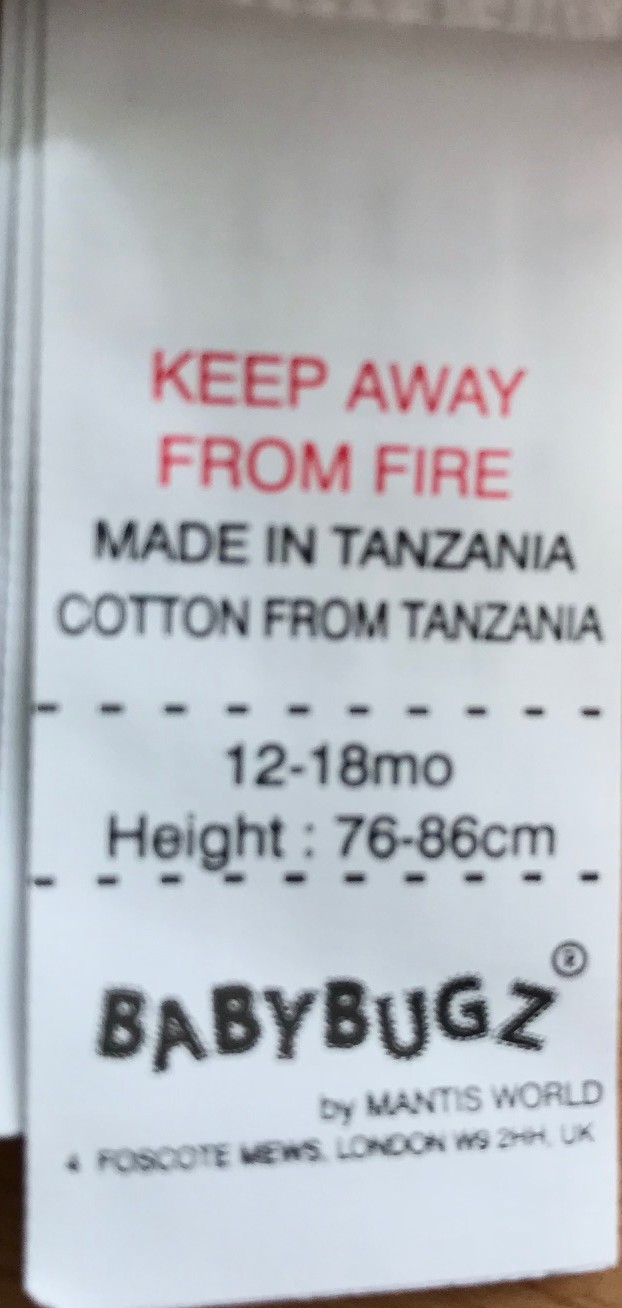 KEEP AWAY
FROM FIRE
MADE IN TANZANIA
COTTON FROM TANZANIA
12-18mo
Height : 76-86cm
BABYBUGZ®
by MANTIS WORLD
4 FOSCOTE MEWS, LONDON W9 2HH, UK